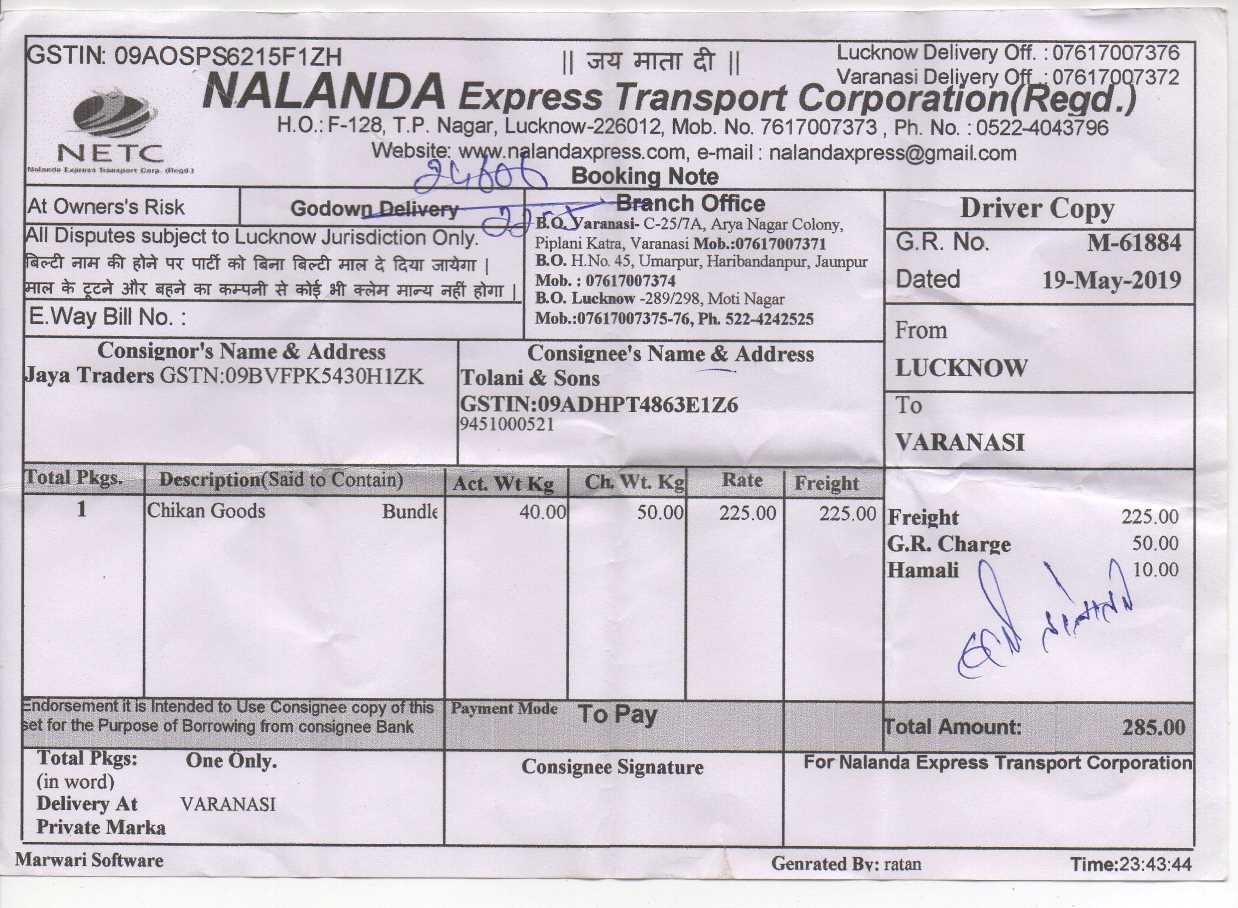 GSTIN: 09AOSPS6215F1ZH
|| जय माता दी ||
Lucknow Delivery Off. : 07617007376
Varanasi Delivery Off. : 07617007372
NALANDA Express Transport Corporation(Regd.)
H.O.: F-128, T.P. Nagar, Lucknow-226012, Mob. No. 7617007373 , Ph. No. : 0522-4043796
NETC
Nalanda Express Transport Corp. (Regd.)
Website: www.nalandaxpress.com, e-mail : nalandaxpress@gmail.com
Booking Note
At Owners's Risk
Godown Delivery
All Disputes subject to Lucknow Jurisdiction Only.
बिल्टी नाम की होने पर पार्टी को बिना बिल्टी माल दे दिया जायेगा |
माल के टूटने और बहने का कम्पनी से कोई भी क्लेम मान्य नहीं होगा |
E.Way Bill No. :
Branch Office
B.O. Varanasi- C-25/7A, Arya Nagar Colony,
Piplani Katra, Varanasi Mob.:07617007371
B.O. H.No. 45, Umarpur, Haribandanpur, Jaunpur
Mob. : 07617007374
B.O. Lucknow -289/298, Moti Nagar
Mob.:07617007375-76, Ph. 522-4242525
Driver Copy
G.R. No. M-61884
Dated 19-May-2019
From
LUCKNOW
To
VARANASI
Consignor's Name & Address
Jaya Traders GSTN:09BVFPK5430H1ZK
Consignee's Name & Address
Tolani & Sons
GSTIN:09ADHPT4863E1Z6
9451000521
Total Pkgs. Description(Said to Contain) Act. Wt Kg Ch. Wt. Kg Rate Freight
1 Chikan Goods Bundle 40.00 50.00 225.00 225.00
Freight 225.00
G.R. Charge 50.00
Hamali 10.00
Endorsement it is Intended to Use Consignee copy of this
set for the Purpose of Borrowing from consignee Bank
Payment Mode To Pay
Total Amount: 285.00
Total Pkgs: One Only.
(in word)
Delivery At VARANASI
Private Marka
Consignee Signature
For Nalanda Express Transport Corporation
Marwari Software
Genrated By: ratan
Time:23:43:44